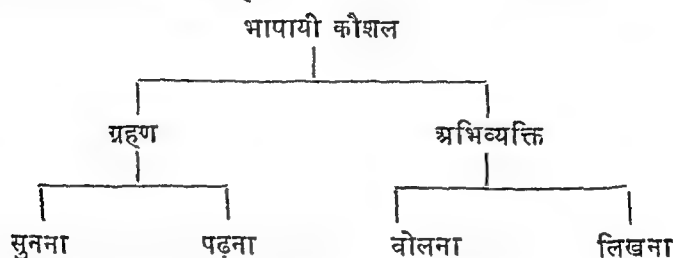 भाषायी कौशल
ग्रहण अभिव्यक्ति
सुनना पढ़ना बोलना लिखना